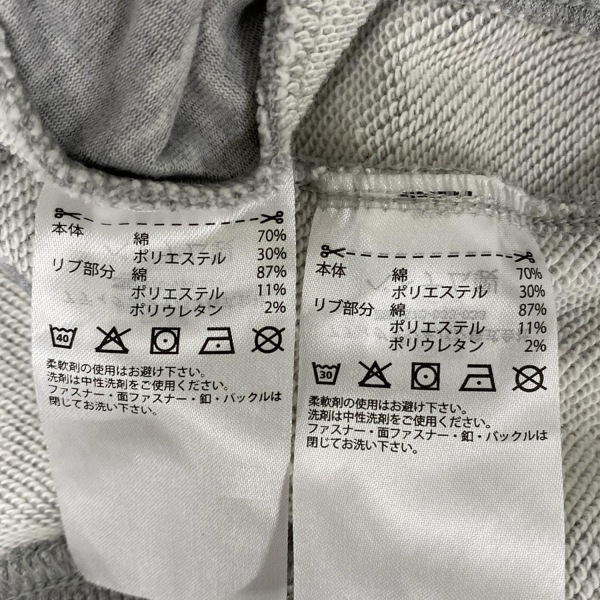 本体 綿 70%
ポリエステル 30%
リブ部分 綿 87%
ポリエステル 11%
ポリウレタン 2%
40
柔軟剤の使用はお避け下さい。
洗剤は中性洗剤をご使用ください。
ファスナー・面ファスナー・釦・バックルは
閉じてお洗い下さい。
本体 綿 70%
ポリエステル 30%
リブ部分 綿 87%
ポリエステル 11%
ポリウレタン 2%
30
柔軟剤の使用はお避け下さい。
洗剤は中性洗剤をご使用ください。
ファスナー・面ファスナー・釦・バックルは
閉じてお洗い下さい。